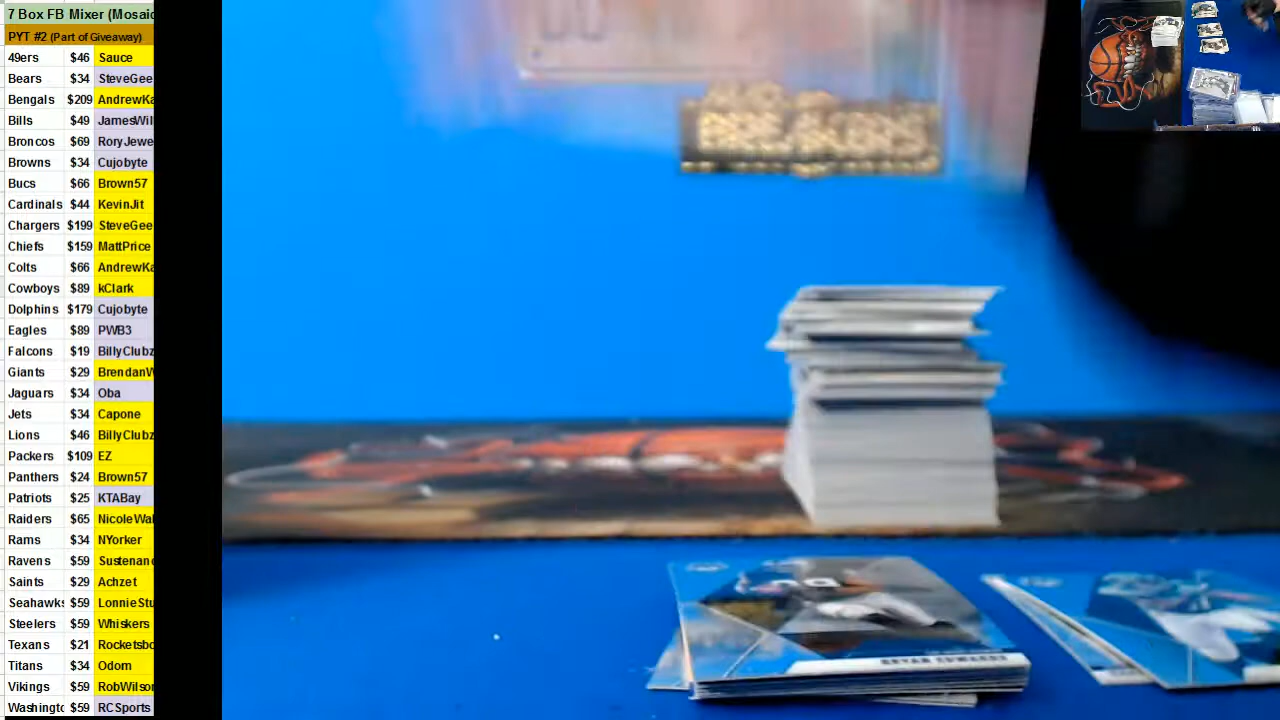 7 Box FB Mixer (Mosaic
PYT #2 (Part of Giveaway)
49ers $46 Sauce
Bears $34 SteveGee
Bengals $209 AndrewKa
Bills $49 JamesWil
Broncos $69 RoryJewe
Browns $34 Cujobyte
Bucs $66 Brown57
Cardinals $44 KevinJit
Chargers $199 SteveGee
Chiefs $159 MattPrice
Colts $66 AndrewKa
Cowboys $89 kClark
Dolphins $179 Cujobyte
Eagles $89 PWB3
Falcons $19 BillyClubz
Giants $29 BrendanW
Jaguars $34 Oba
Jets $34 Capone
Lions $46 BillyClubz
Packers $109 EZ
Panthers $24 Brown57
Patriots $25 KTABay
Raiders $65 NicoleWal
Rams $34 NYorker
Ravens $59 Sustenanc
Saints $29 Achzet
Seahawks $59 LonnieStu
Steelers $59 Whiskers
Texans $21 Rocketsbo
Titans $34 Odom
Vikings $59 RobWilson
Washingto $59 RCSports